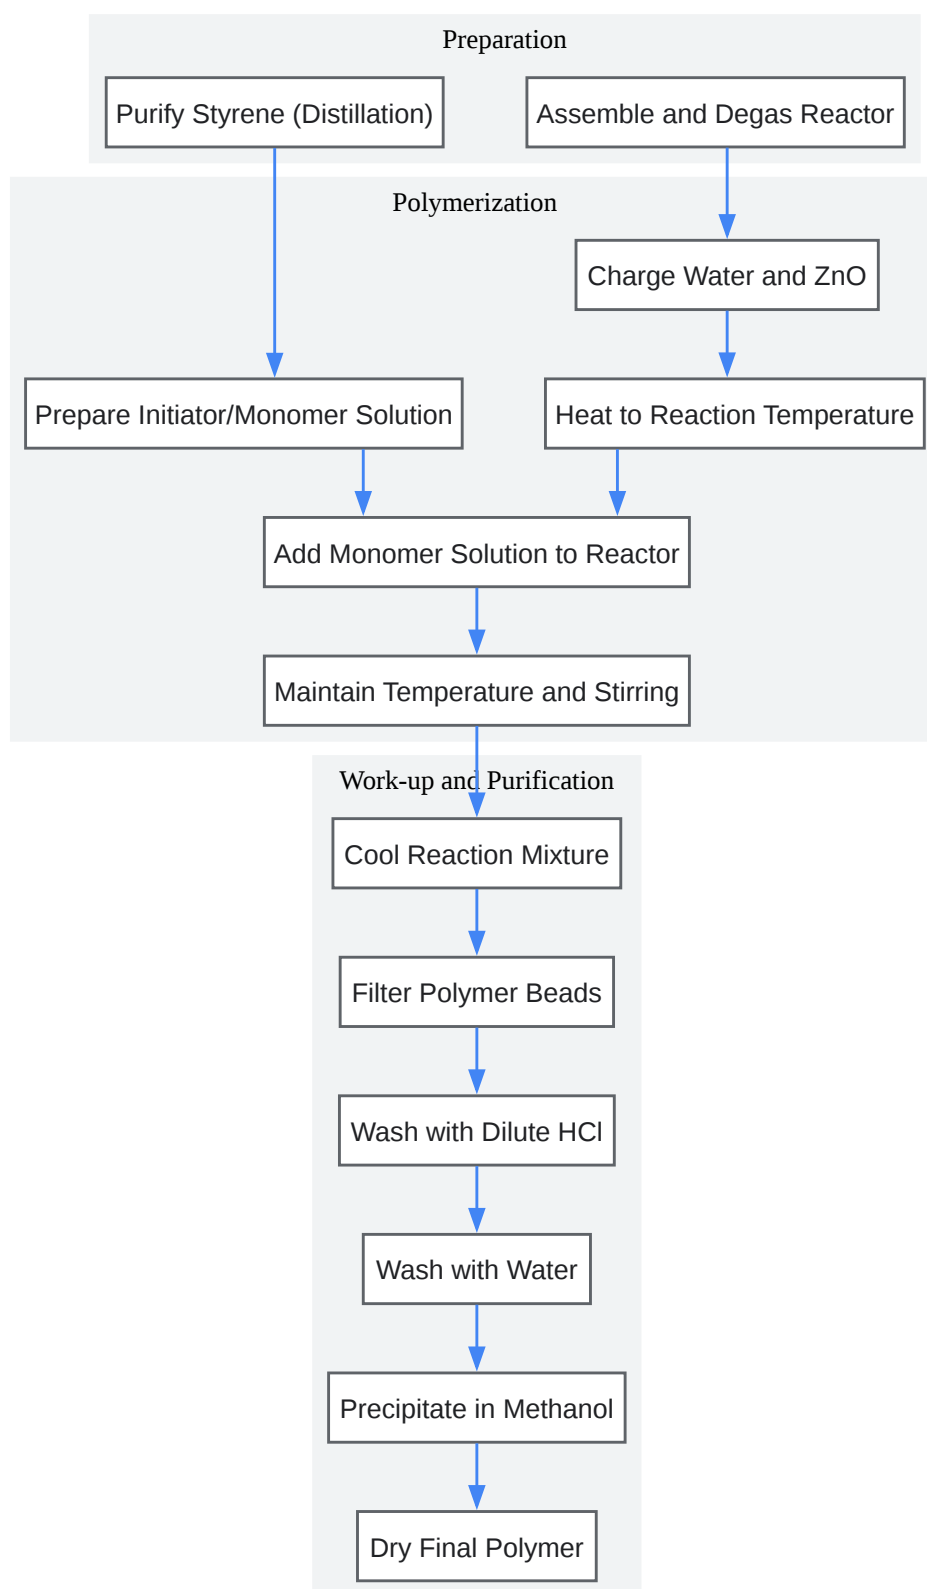 Preparation
Purify Styrene (Distillation)
Assemble and Degas Reactor
Polymerization
Charge Water and ZnO
Prepare Initiator/Monomer Solution
Heat to Reaction Temperature
Add Monomer Solution to Reactor
Maintain Temperature and Stirring
Work-up and Purification
Cool Reaction Mixture
Filter Polymer Beads
Wash with Dilute HCl
Wash with Water
Precipitate in Methanol
Dry Final Polymer